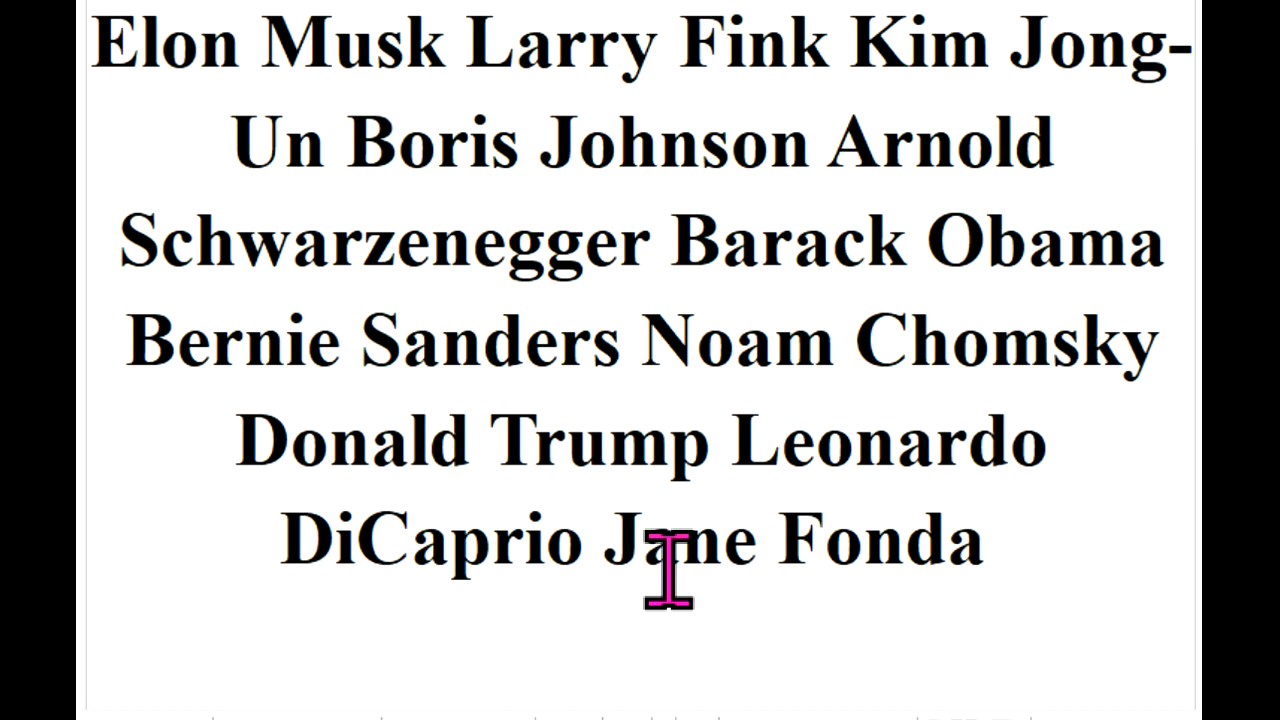 Elon Musk Larry Fink Kim Jong-
Un Boris Johnson Arnold
Schwarzenegger Barack Obama
Bernie Sanders Noam Chomsky
Donald Trump Leonardo
DiCaprio Jane Fonda